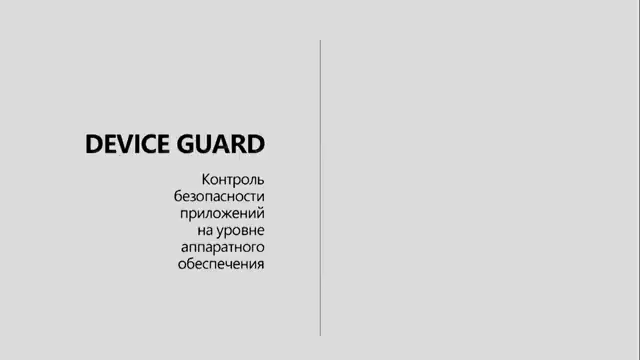 DEVICE GUARD
Контроль
безопасности
приложений
на уровне
аппаратного
обеспечения